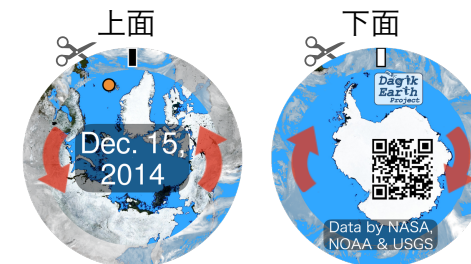 上面
下面
Dec. 15,
2014
Dagik
Earth
Project
Data by NASA,
NOAA & USGS